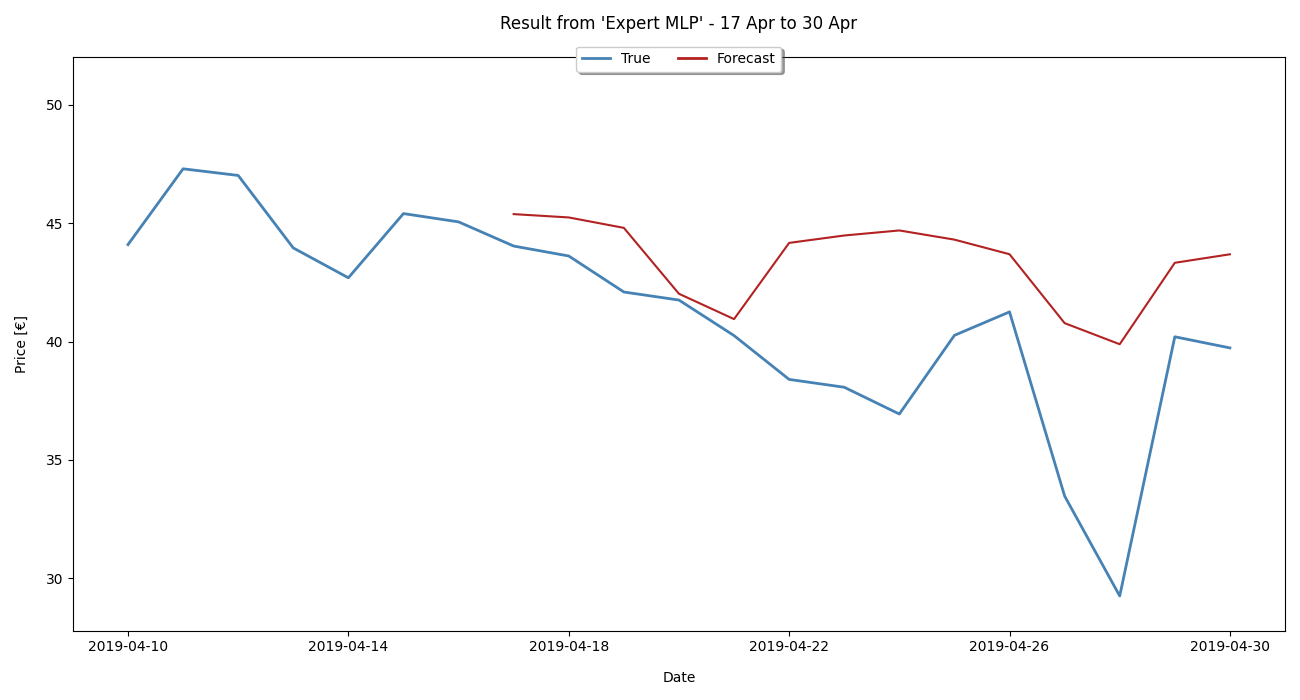 Result from 'Expert MLP' - 17 Apr to 30 Apr
True Forecast
Price [€]
50
45
40
35
30
2019-04-10 2019-04-14 2019-04-18 2019-04-22 2019-04-26 2019-04-30
Date